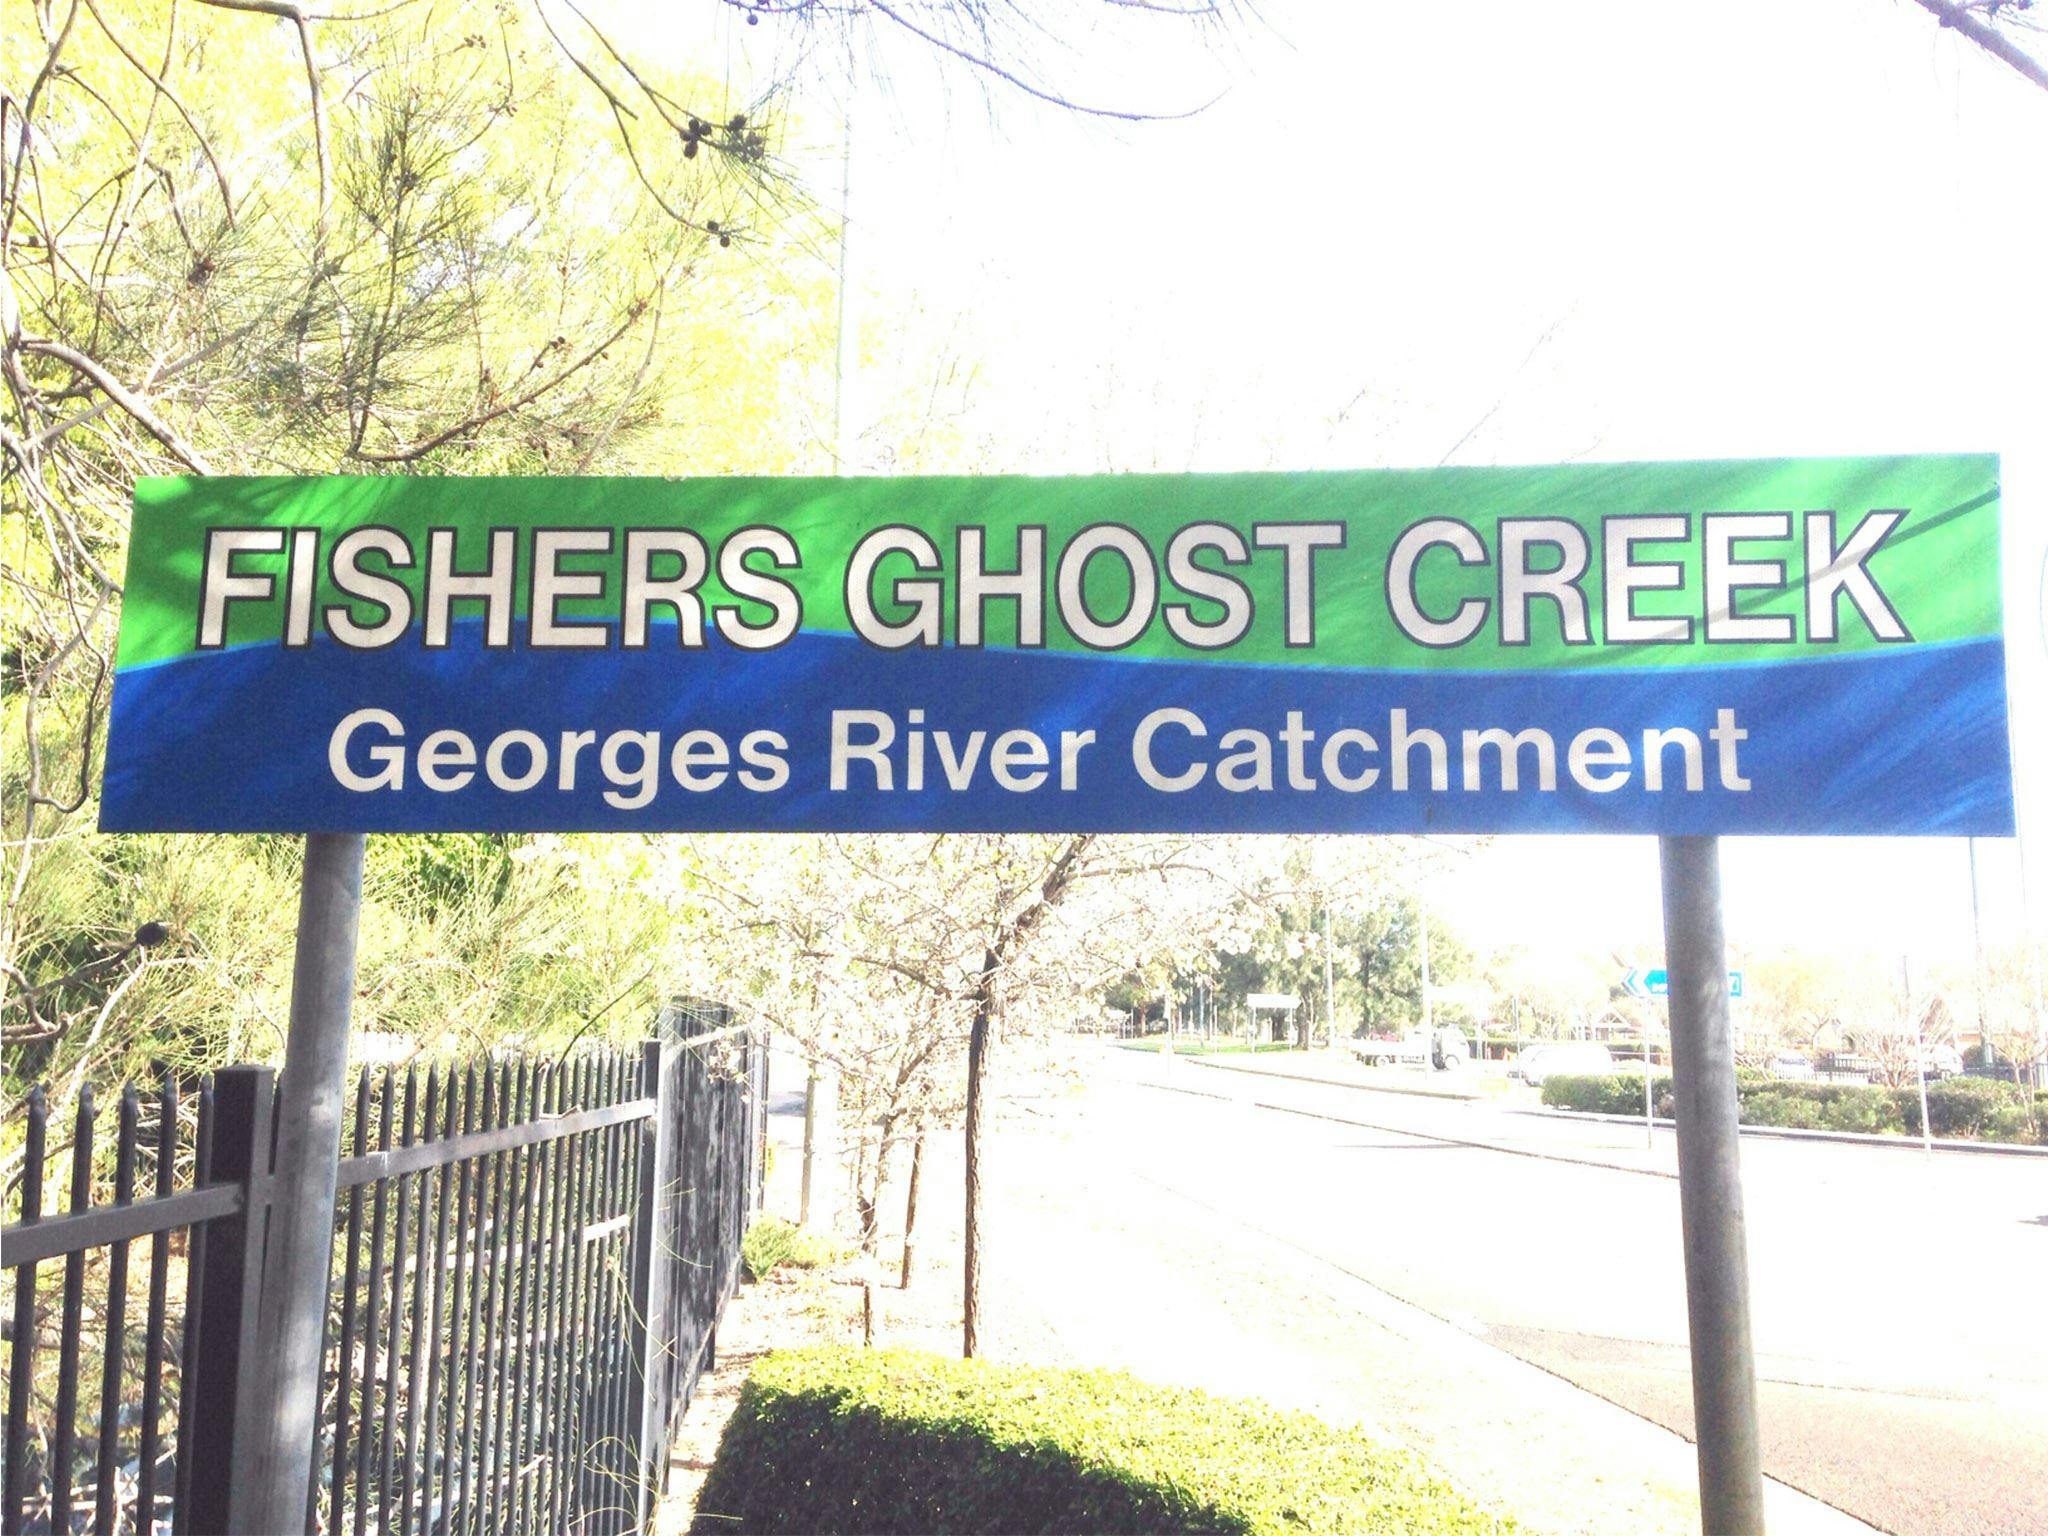 FISHERS GHOST CREEK
Georges River Catchment